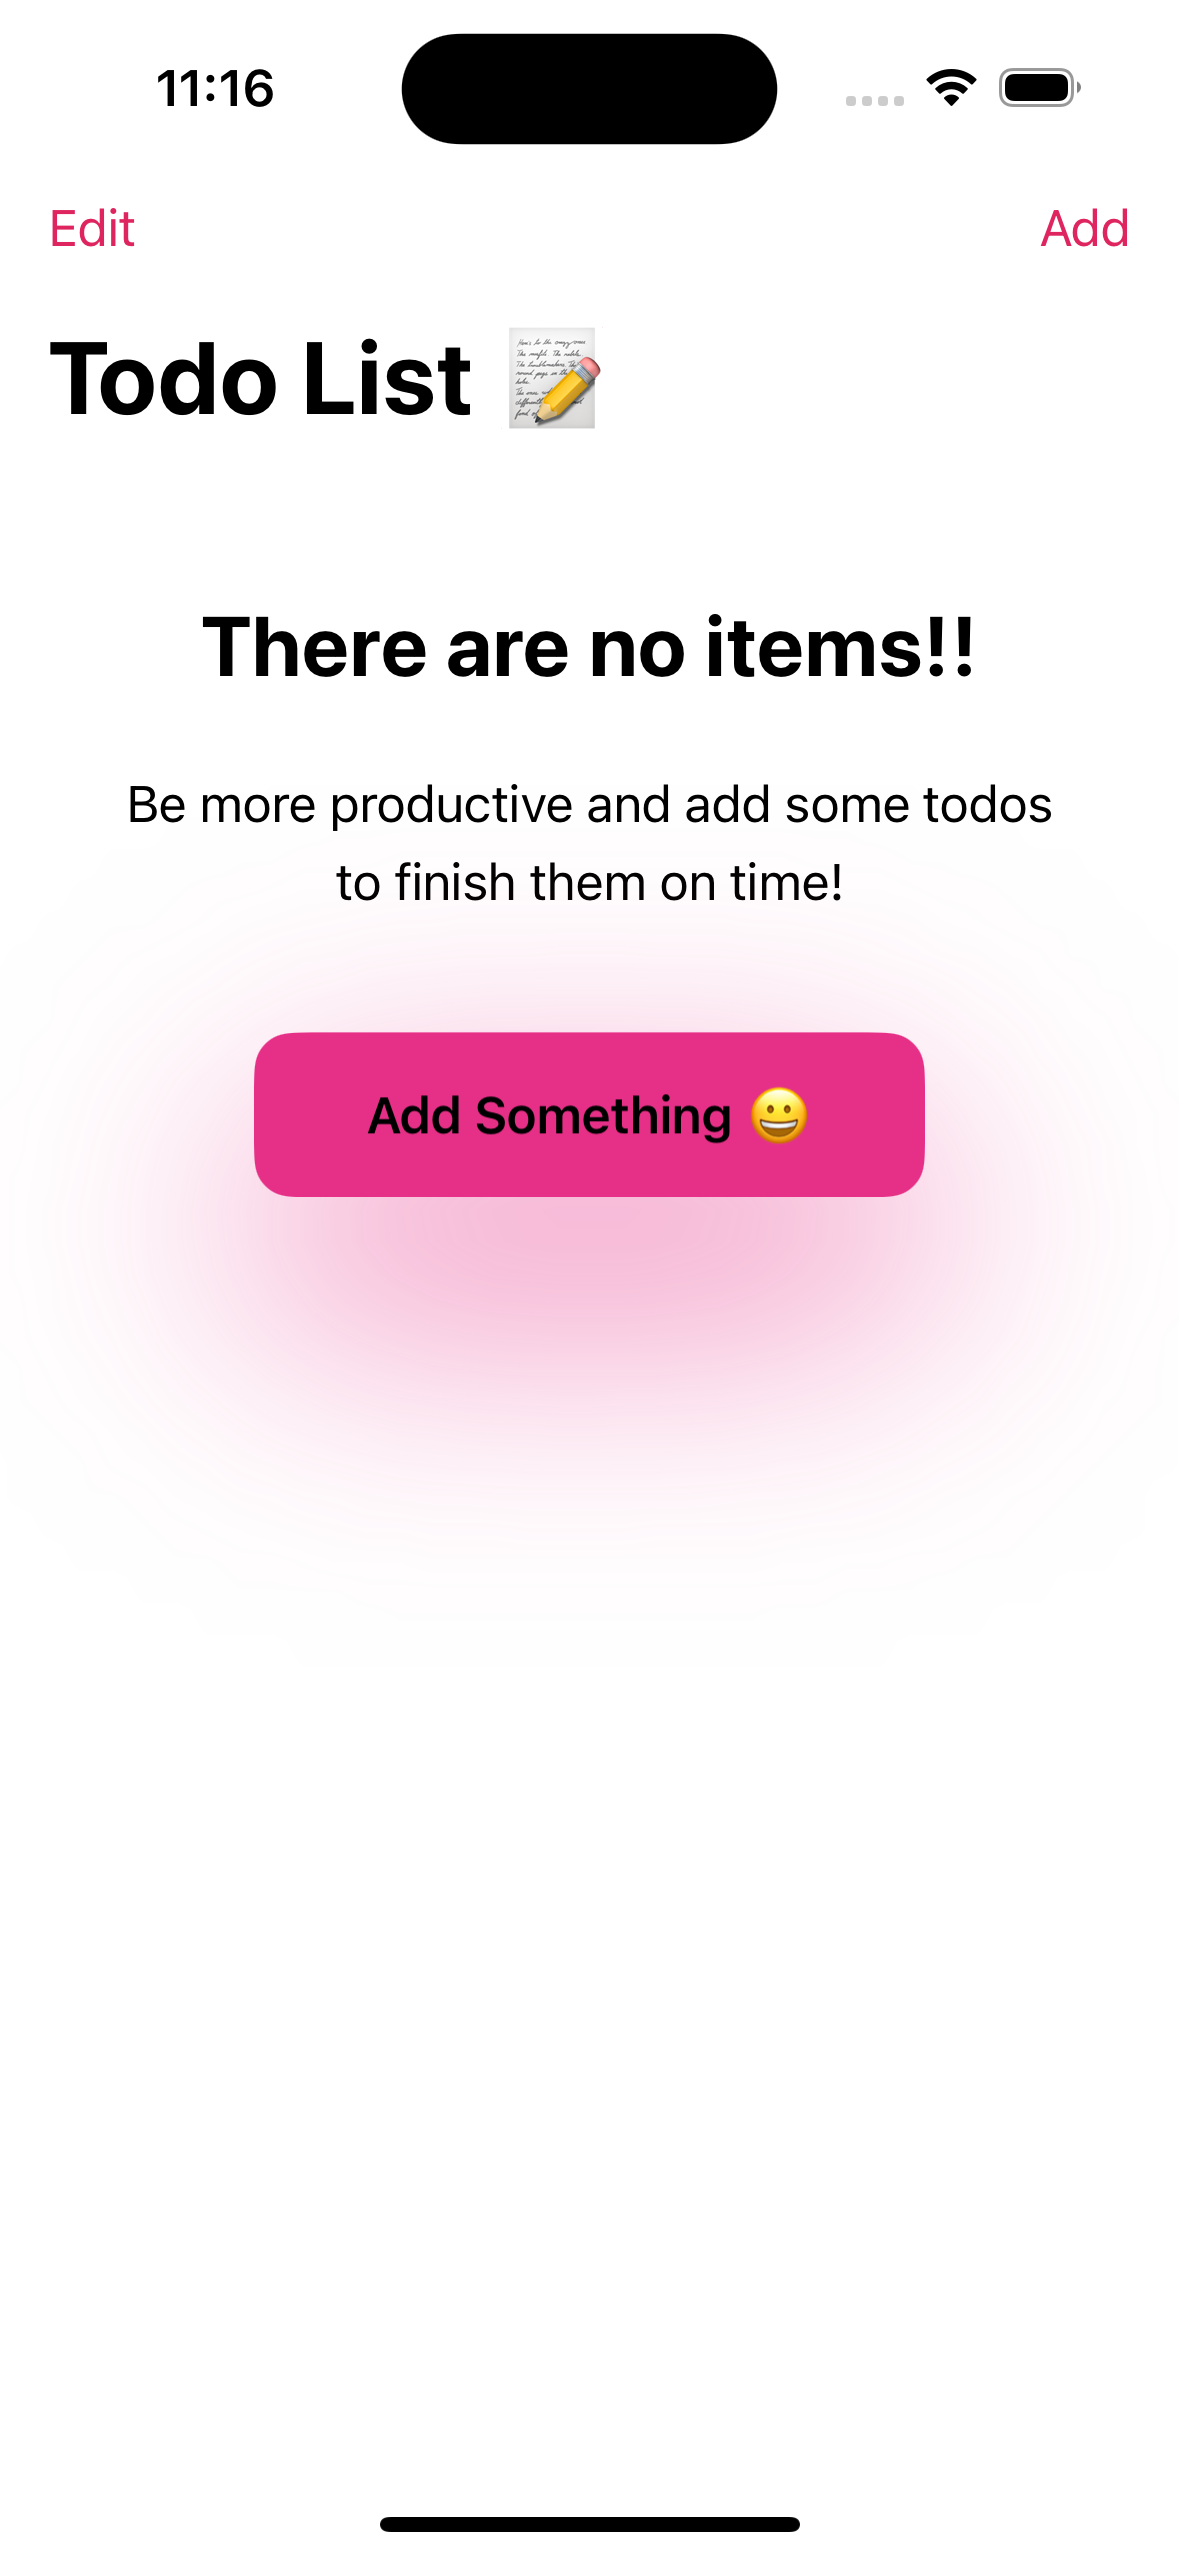 11:16
Edit
Add
Todo List 📝
There are no items!!
Be more productive and add some todos
to finish them on time!
Add Something 😀